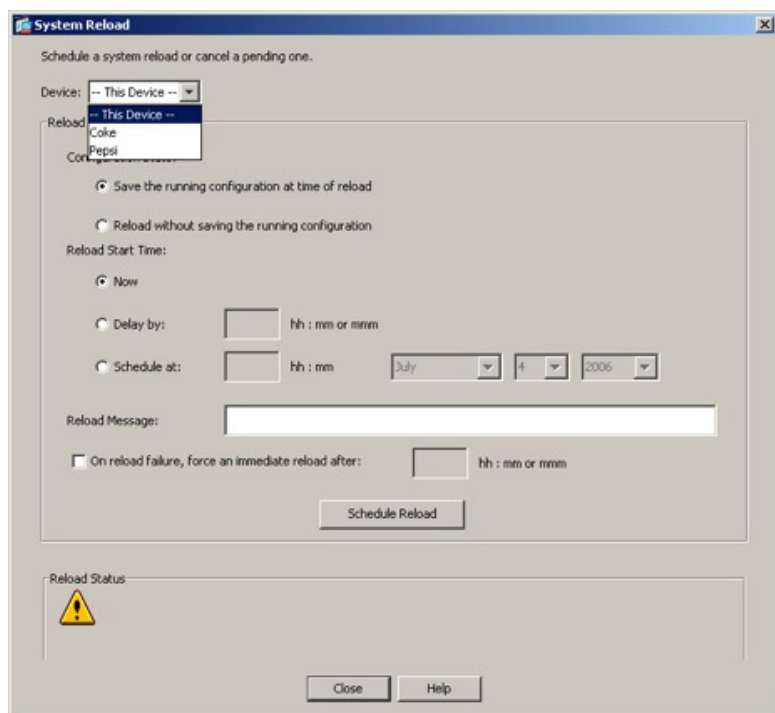 System Reload
Schedule a system reload or cancel a pending one.
Device: -- This Device --
-- This Device --
Reload
Coke
Pepsi
Save the running configuration at time of reload
Reload without saving the running configuration
Reload Start Time:
Now
Delay by: hh : mm or mmm
Schedule at: hh : mm July 4 2006
Reload Message:
On reload failure, force an immediate reload after: hh : mm or mmm
Schedule Reload
Reload Status
Close Help